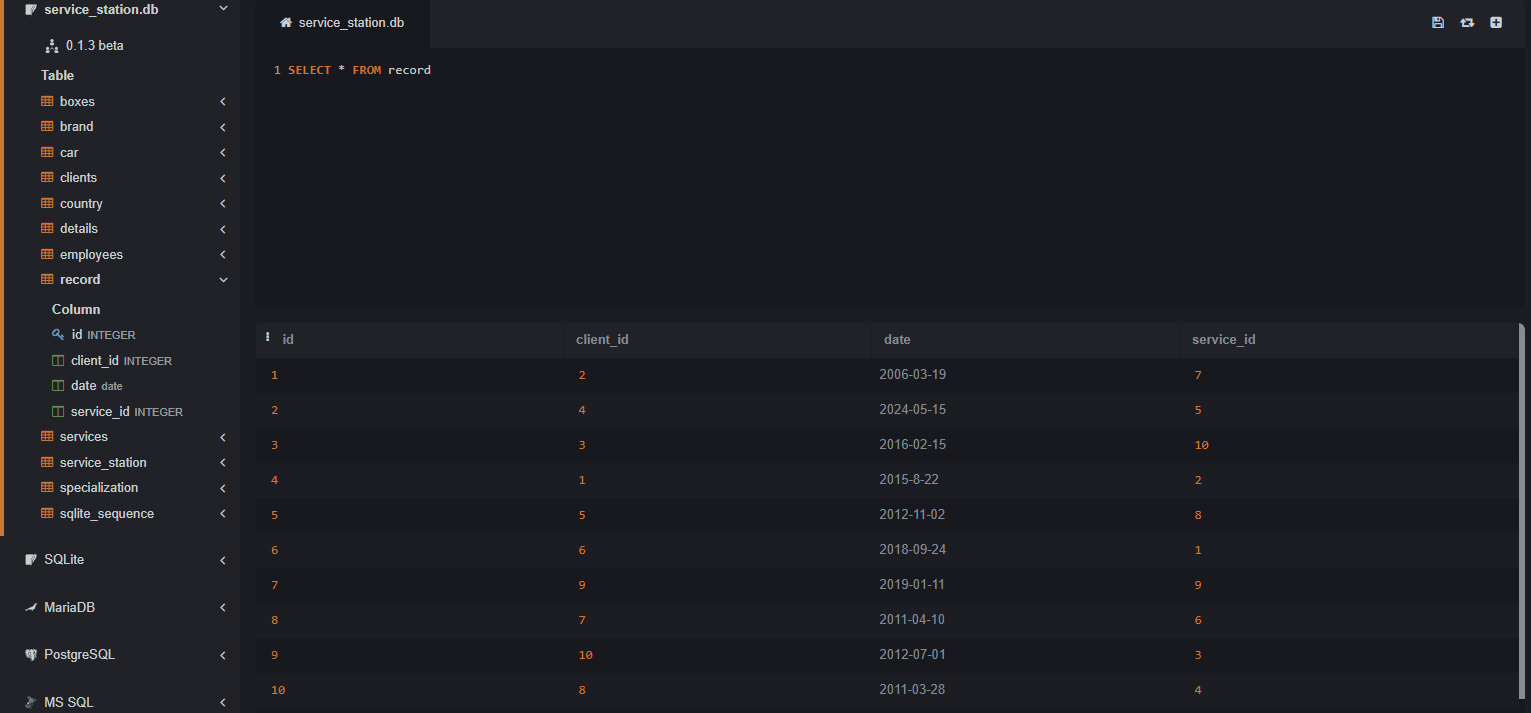 service_station.db
0.1.3 beta
Table
boxes
brand
car
clients
country
details
employees
record
Column
id INTEGER
client_id INTEGER
date date
service_id INTEGER
services
service_station
specialization
sqlite_sequence
SQLite
MariaDB
PostgreSQL
MS SQL
service_station.db
1 SELECT * FROM record
id client_id date service_id
1 2 2006-03-19 7
2 4 2024-05-15 5
3 3 2016-02-15 10
4 1 2015-8-22 2
5 5 2012-11-02 8
6 6 2018-09-24 1
7 9 2019-01-11 9
8 7 2011-04-10 6
9 10 2012-07-01 3
10 8 2011-03-28 4